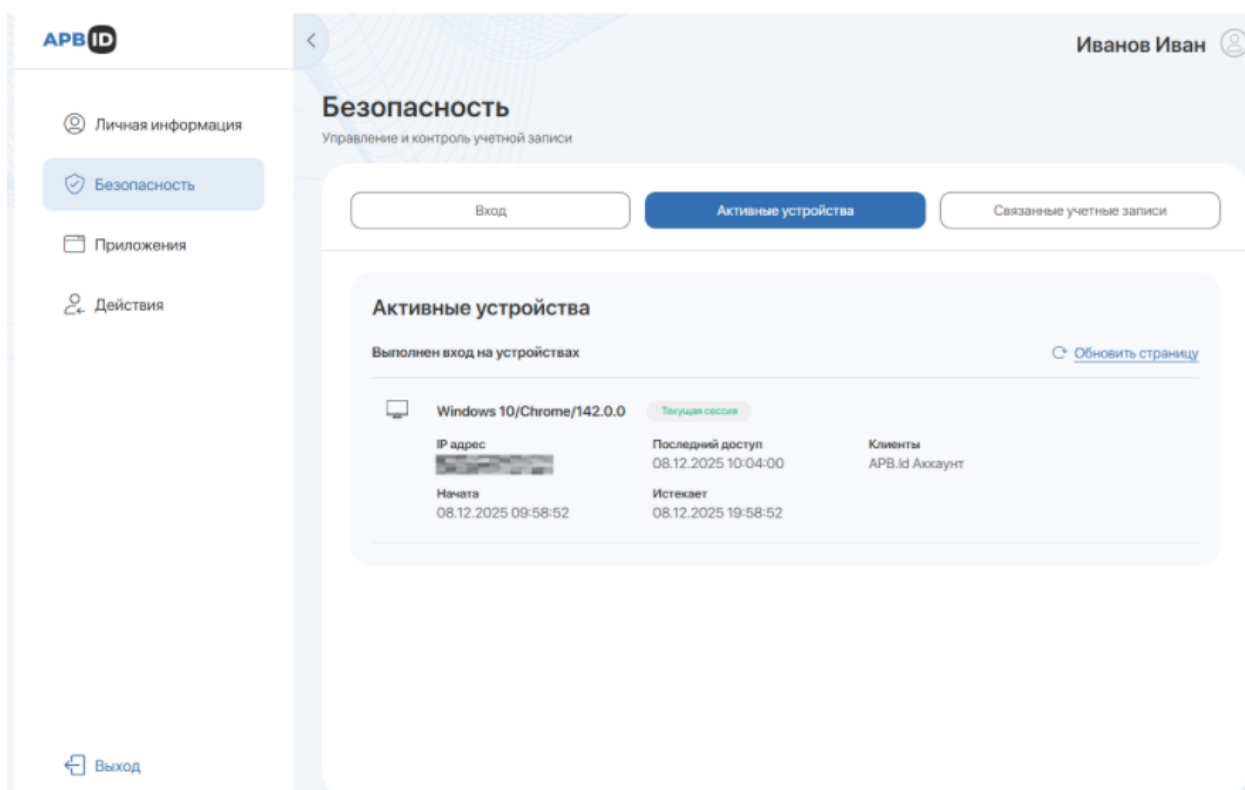 АРВ ID
Иванов Иван
Личная информация
Безопасность
Приложения
Действия
Выход
Безопасность
Управление и контроль учетной записи
Вход
Активные устройства
Связанные учетные записи
Активные устройства
Выполнен вход на устройствах
Обновить страницу
Windows 10/Chrome/142.0.0
Текущая сессия
IP адрес
Последний доступ
08.12.2025 10:04:00
Клиенты
APB.Id Аккаунт
Начата
08.12.2025 09:58:52
Истекает
08.12.2025 19:58:52